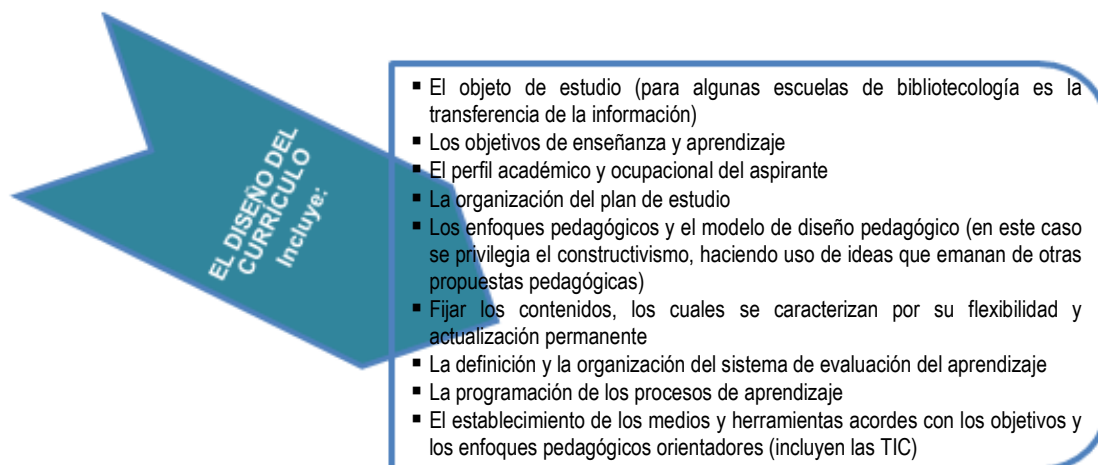 EL DISEÑO DEL
CURRÍCULO
Incluye:
▪ El objeto de estudio (para algunas escuelas de bibliotecología es la
transferencia de la información)
▪ Los objetivos de enseñanza y aprendizaje
▪ El perfil académico y ocupacional del aspirante
▪ La organización del plan de estudio
▪ Los enfoques pedagógicos y el modelo de diseño pedagógico (en este caso
se privilegia el constructivismo, haciendo uso de ideas que emanan de otras
propuestas pedagógicas)
▪ Fijar los contenidos, los cuales se caracterizan por su flexibilidad y
actualización permanente
▪ La definición y la organización del sistema de evaluación del aprendizaje
▪ La programación de los procesos de aprendizaje
▪ El establecimiento de los medios y herramientas acordes con los objetivos y
los enfoques pedagógicos orientadores (incluyen las TIC)